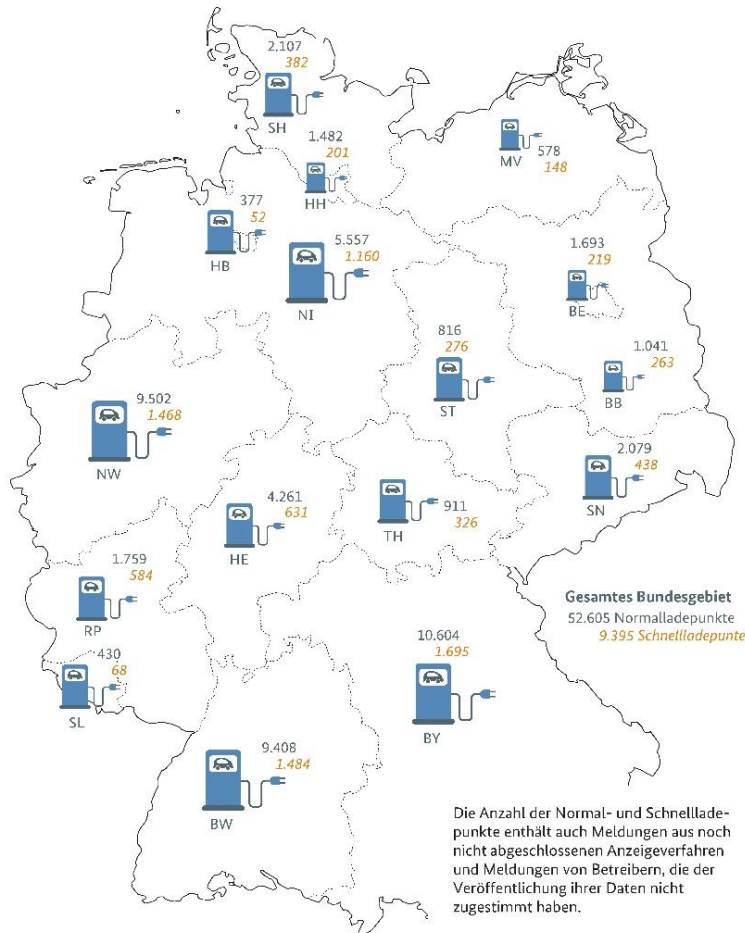 2,107
382
SH
1.482
201
HH
578
148
MV
377
52
HB
5.557
1.160
NI
1.693
219
BE
816
276
ST
1.041
263
BB
9.502
1.468
NW
2.079
438
SN
4.261
631
HE
911
326
TH
1.759
584
RP
Gesamtes Bundesgebiet
52.605 Normalladepunkte
9.395 Schnellladepunte
430
68
SL
10.604
1.695
BY
9.408
1.484
BW
Die Anzahl der Normal- und Schnelllade-
punkte enthält auch Meldungen aus noch
nicht abgeschlossenen Anzeigeverfahren
und Meldungen von Betreibern, die der
Veröffentlichung ihrer Daten nicht
zugestimmt haben.